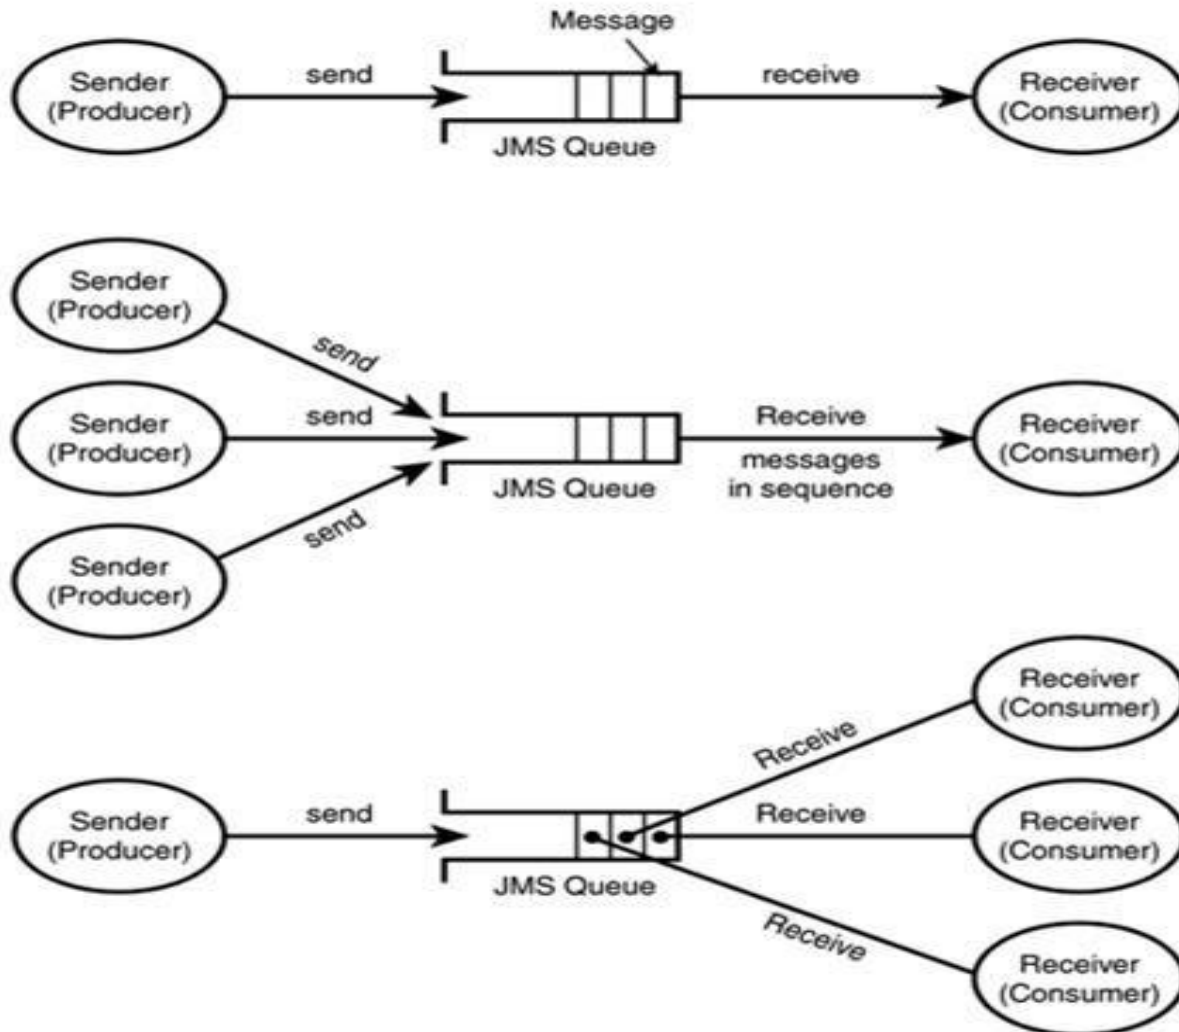 Message
Sender
(Producer)
send
receive
Receiver
(Consumer)
JMS Queue
Sender
(Producer)
send
Sender
(Producer)
send
Receive
messages
in sequence
Receiver
(Consumer)
JMS Queue
send
Sender
(Producer)
Receiver
(Consumer)
Receive
Sender
(Producer)
send
Receive
Receiver
(Consumer)
JMS Queue
Receive
Receiver
(Consumer)